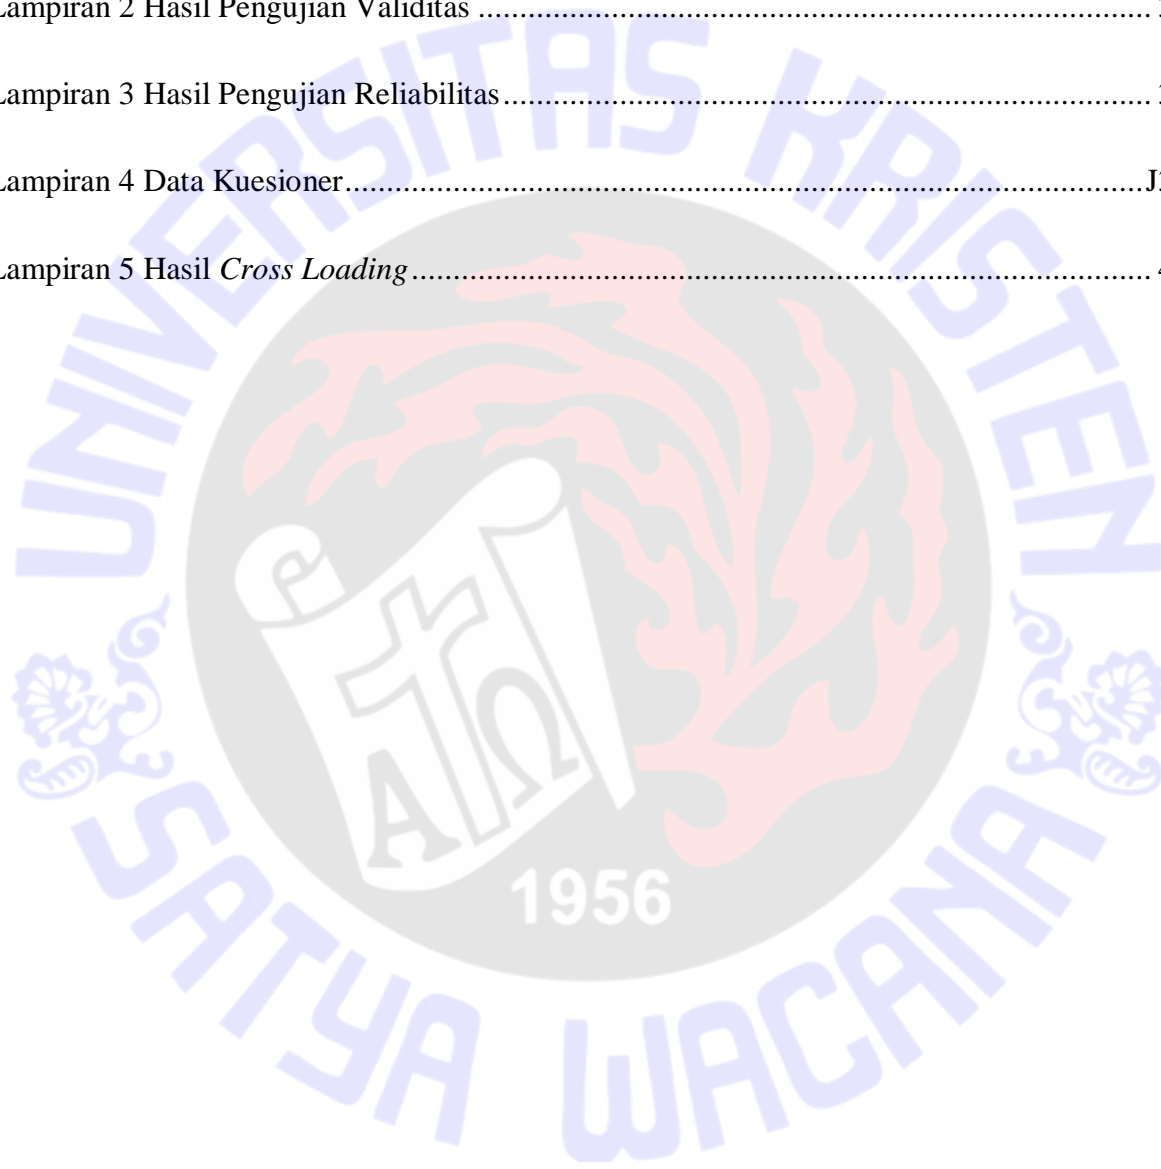 Lampiran 2 Hasil Pengujian Validitas ....................................................................................
Lampiran 3 Hasil Pengujian Reliabilitas ................................................................................
Lampiran 4 Data Kuesioner ....................................................................................................
Lampiran 5 Hasil Cross Loading ............................................................................................
UNIVERSITAS KRISTEN
ΑΩ
1956
SATYA WACANA